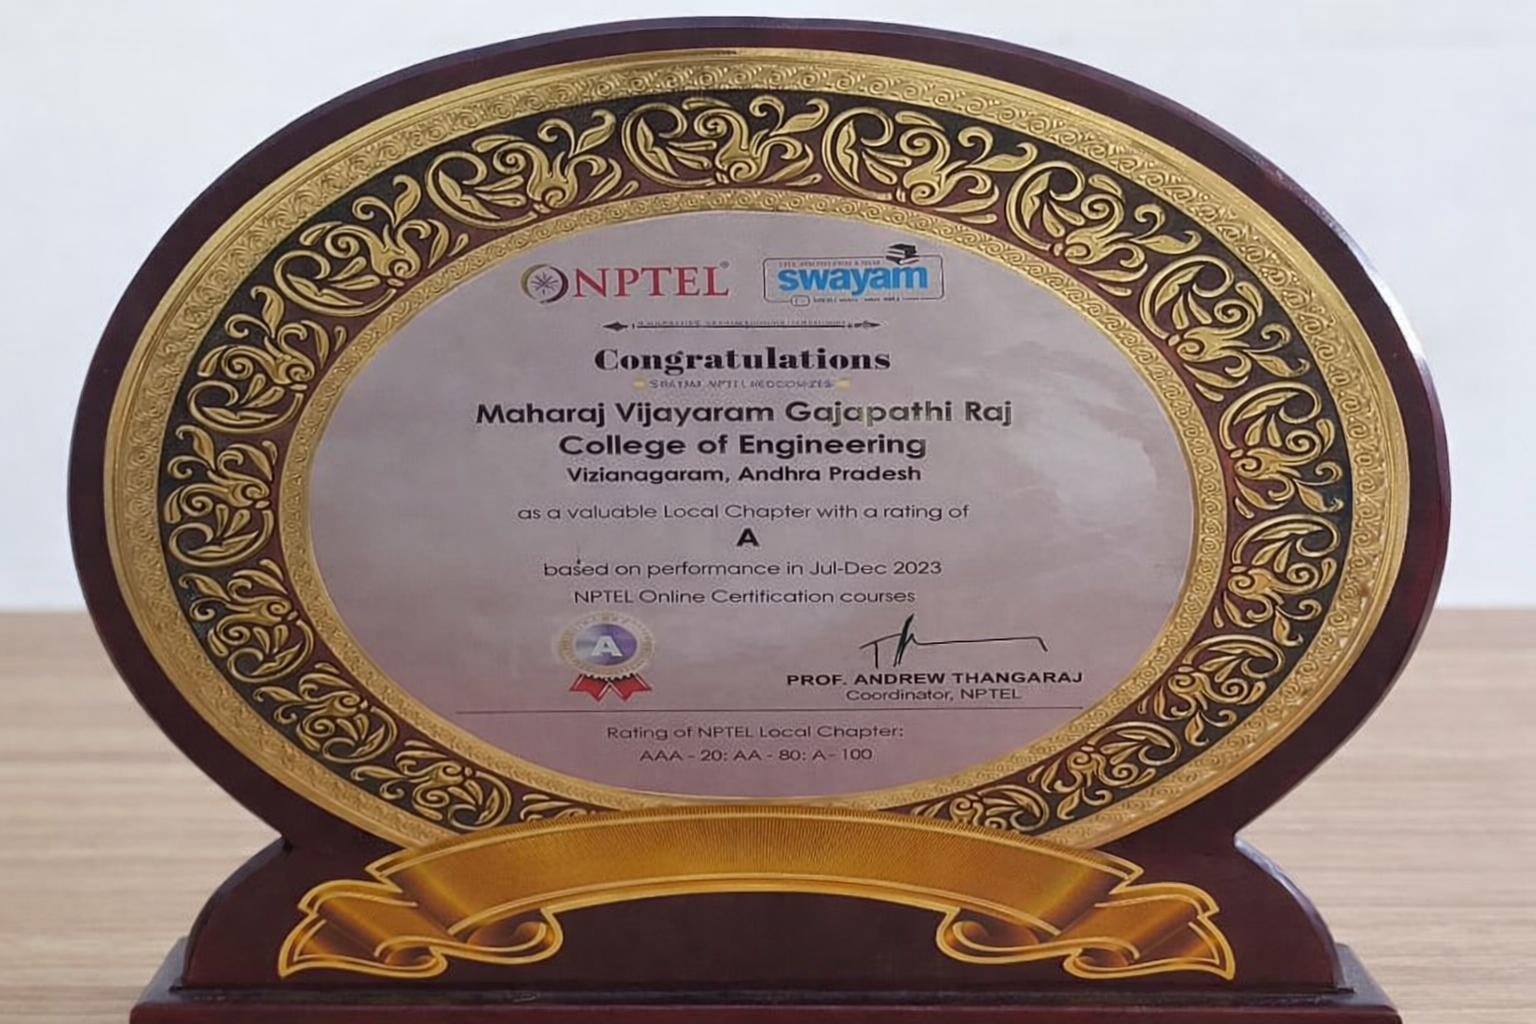 NPTEL®
swayam
Congratulations
Maharaj Vijayaram Gajapathi Raj
College of Engineering
Vizianagaram, Andhra Pradesh
as a valuable Local Chapter with a rating of
A
based on performance in Jul-Dec 2023
NPTEL Online Certification courses
A
PROF. ANDREW THANGARAJ
Coordinator, NPTEL
Rating of NPTEL Local Chapter:
AAA - 20: AA - 80: A- 100